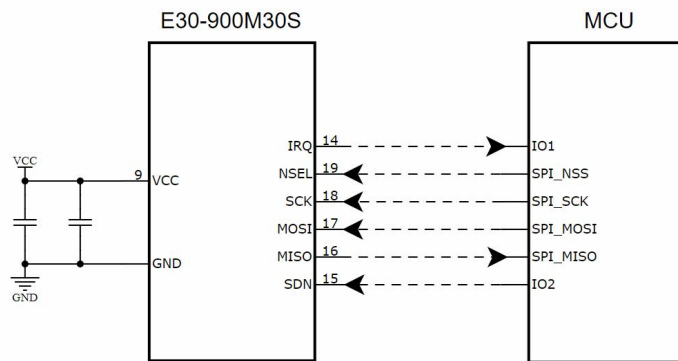 E30-900M30S
MCU
IRQ 14 IO1
VCC
9 VCC
NSEL 19 SPI_NSS
SCK 18 SPI_SCK
MOSI 17 SPI_MOSI
GND
MISO 16 SPI_MISO
SDN 15 IO2
GND